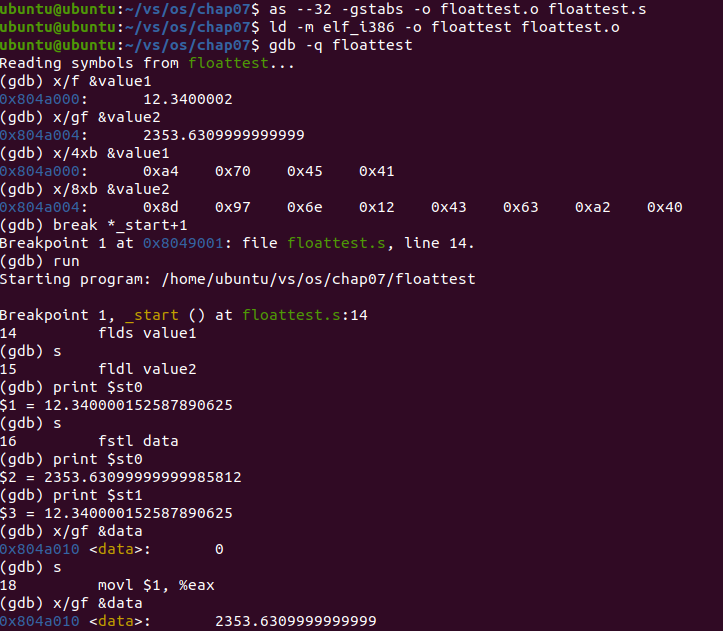 ubuntu@ubuntu:~/vs/os/chap07$ as --32 -gstabs -o floattest.o floattest.s
ubuntu@ubuntu:~/vs/os/chap07$ ld -m elf_i386 -o floattest floattest.o
ubuntu@ubuntu:~/vs/os/chap07$ gdb -q floattest
Reading symbols from floattest...
(gdb) x/f &value1
0x804a000:      12.3400002
(gdb) x/gf &value2
0x804a004:      2353.6309999999999
(gdb) x/4xb &value1
0x804a000:      0xa4    0x70    0x45    0x41
(gdb) x/8xb &value2
0x804a004:      0x8d    0x97    0x6e    0x12    0x43    0x63    0xa2    0x40
(gdb) break *_start+1
Breakpoint 1 at 0x8049001: file floattest.s, line 14.
(gdb) run
Starting program: /home/ubuntu/vs/os/chap07/floattest
Breakpoint 1, _start () at floattest.s:14
14         flds value1
(gdb) s
15         fldl value2
(gdb) print $st0
$1 = 12.340000152587890625
(gdb) s
16         fstl data
(gdb) print $st0
$2 = 2353.63099999999985812
(gdb) print $st1
$3 = 12.340000152587890625
(gdb) x/gf &data
0x804a010 <data>:       0
(gdb) s
18         movl $1, %eax
(gdb) x/gf &data
0x804a010 <data>:       2353.6309999999999